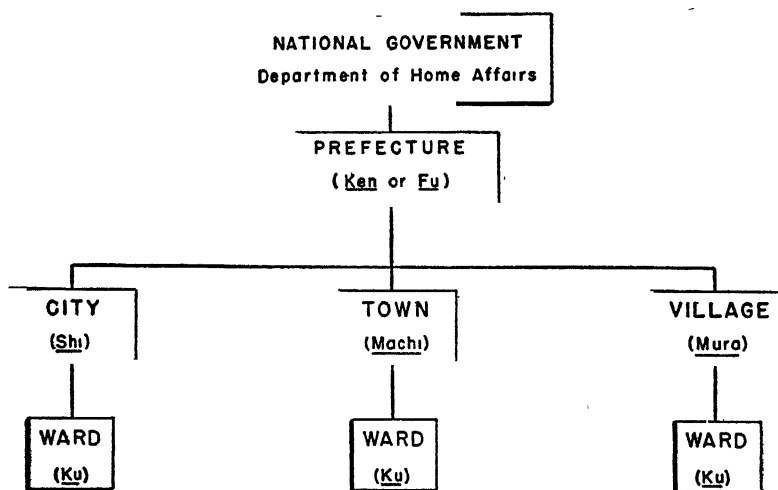 NATIONAL GOVERNMENT
Department of Home Affairs
PREFECTURE
(Ken or Fu)
CITY
(Shi)
TOWN
(Machi)
VILLAGE
(Mura)
WARD
(Ku)
WARD
(Ku)
WARD
(Ku)